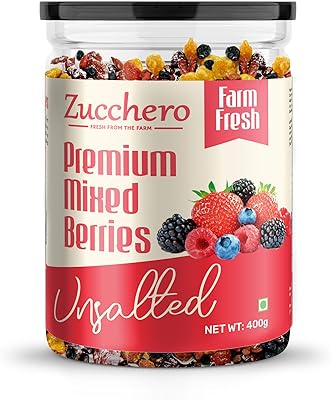 Zucchero
FRESH FROM THE FARM
Farm
Fresh
Premium
Mixed
Berries
Unsalted
NET WT: 400g